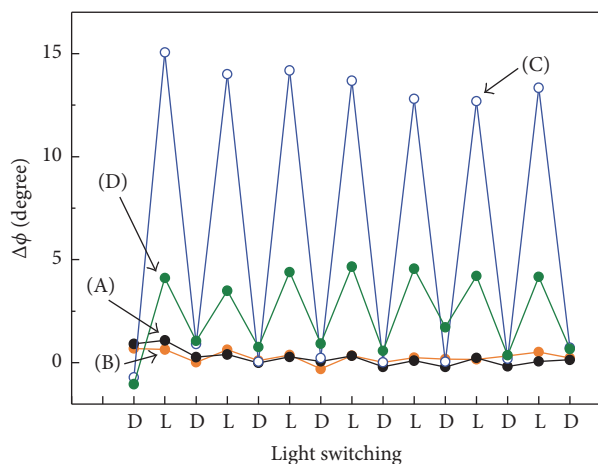 15
10
5
0
Δϕ (degree)
(C)
(D)
(A)
(B)
D L D L D L D L D L D L D L D
Light switching